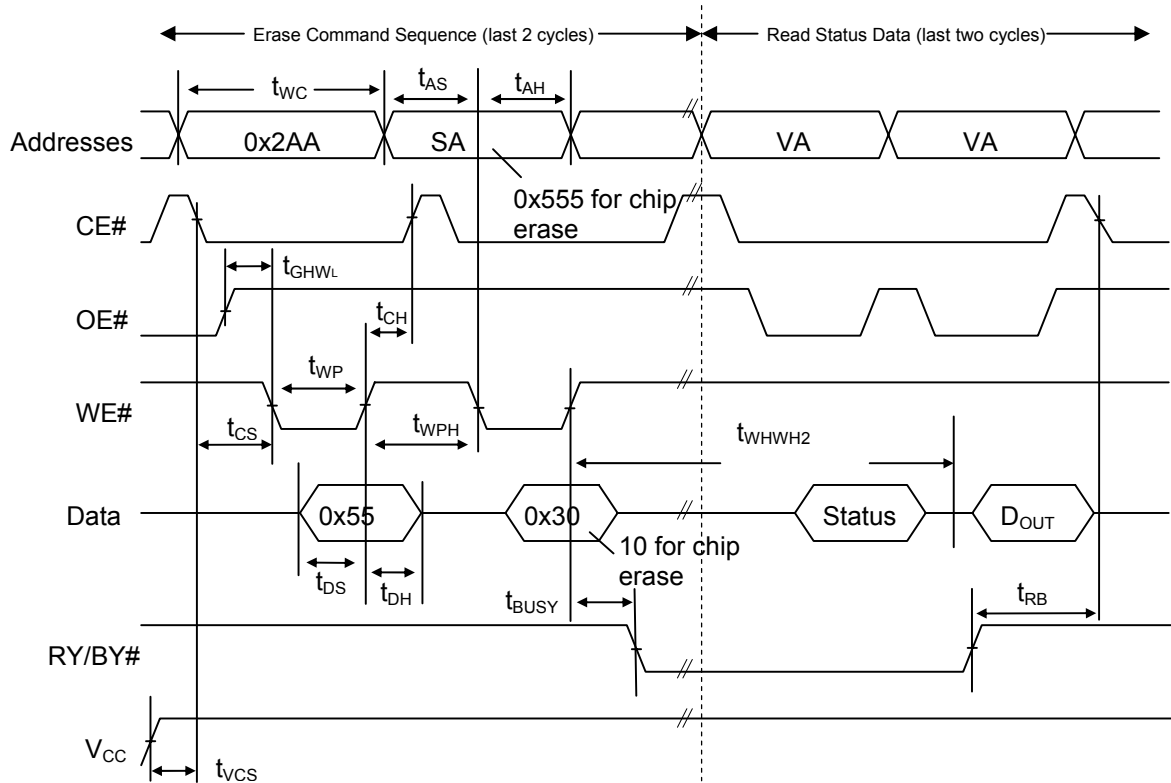 Erase Command Sequence (last 2 cycles) Read Status Data (last two cycles)
tWC tAS tAH
Addresses 0x2AA SA VA VA
0x555 for chip
erase
CE#
tGHWL
OE#
tCH
tWP
WE#
tCS tWPH tWHWH2
Data 0x55 0x30 Status DOUT
10 for chip
erase
tDS tDH
tBUSY tRB
RY/BY#
VCC
tVCS